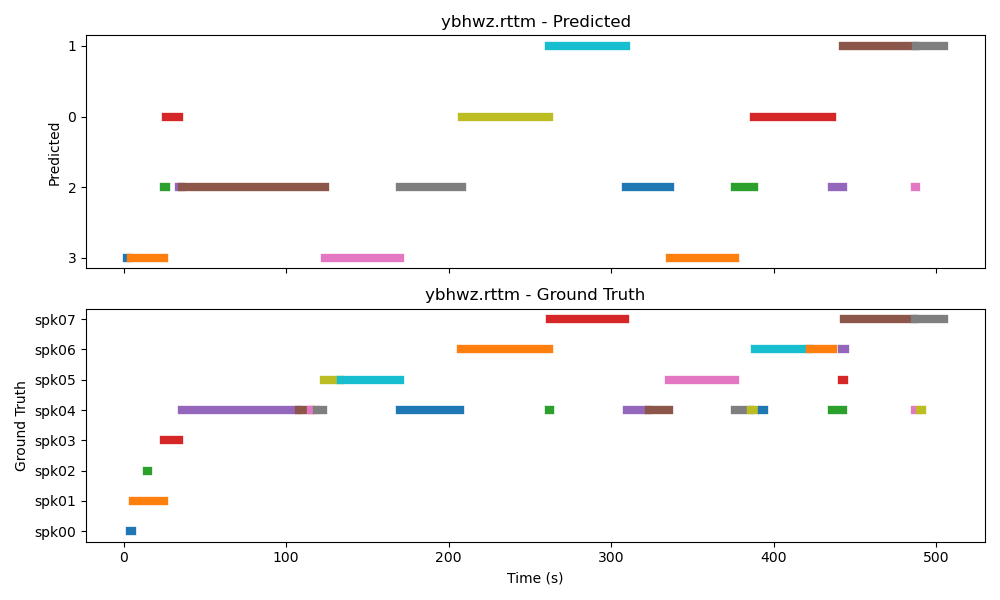 ybhwz.rttm - Predicted
Predicted
1
0
2
3
ybhwz.rttm - Ground Truth
Ground Truth
spk07
spk06
spk05
spk04
spk03
spk02
spk01
spk00
0 100 200 300 400 500
Time (s)